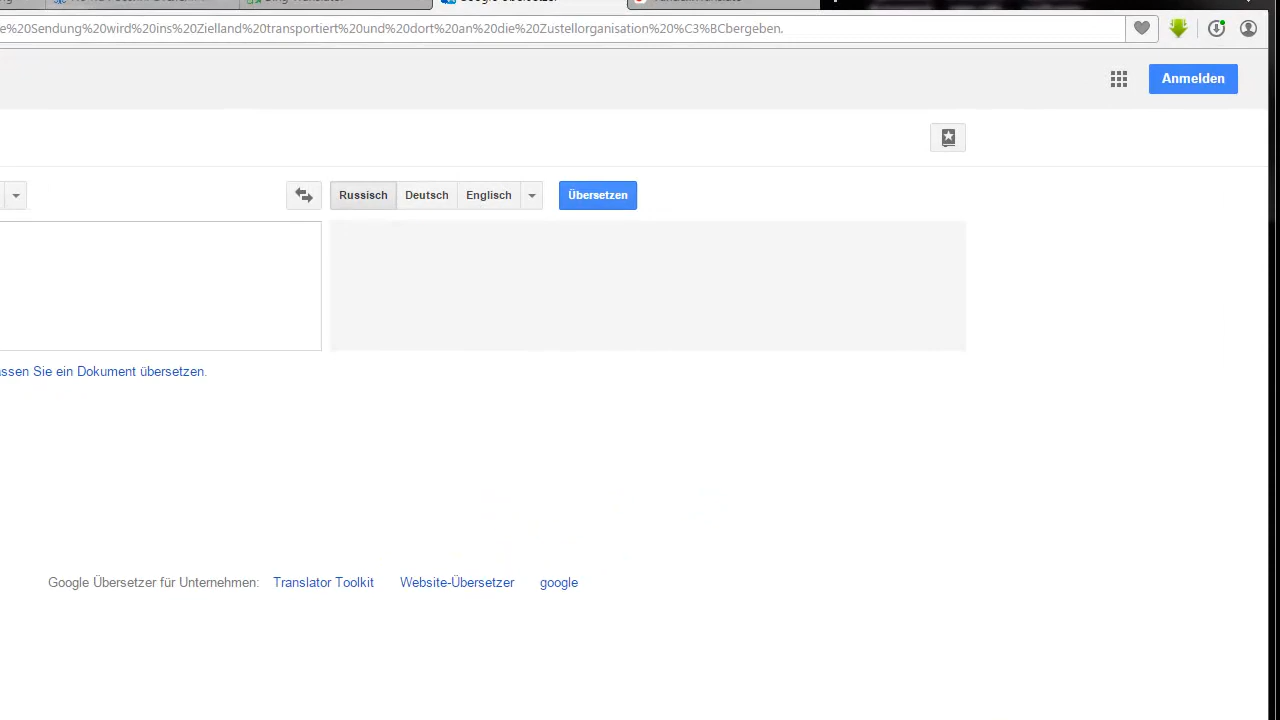 e%20Sendung%20wird%20ins%20Zielland%20transportiert%20und%20dort%20an%20die%20Zustellorganisation%20%C3%BCbergeben.
Anmelden
Russisch Deutsch Englisch Übersetzen
ssen Sie ein Dokument übersetzen.
Google Übersetzer für Unternehmen: Translator Toolkit Website-Übersetzer google